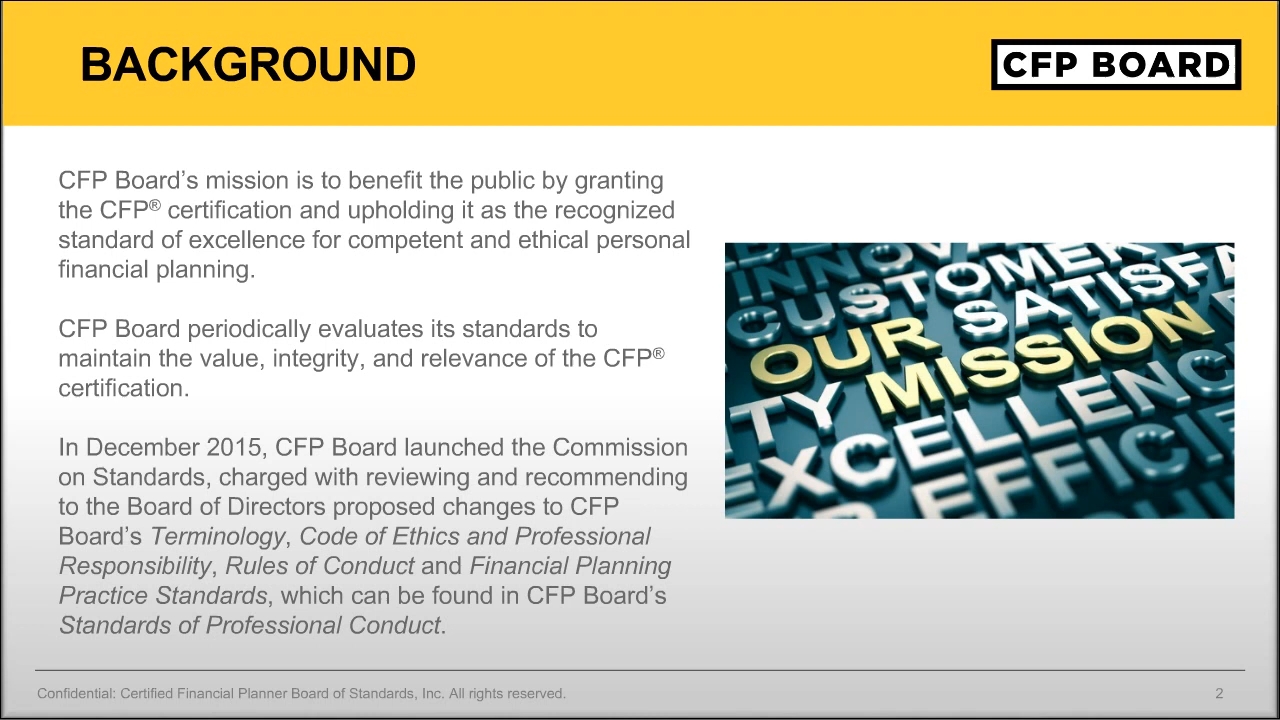 BACKGROUND
CFP BOARD
CFP Board’s mission is to benefit the public by granting
the CFP® certification and upholding it as the recognized
standard of excellence for competent and ethical personal
financial planning.
CFP Board periodically evaluates its standards to
maintain the value, integrity, and relevance of the CFP®
certification.
In December 2015, CFP Board launched the Commission
on Standards, charged with reviewing and recommending
to the Board of Directors proposed changes to CFP
Board’s Terminology, Code of Ethics and Professional
Responsibility, Rules of Conduct and Financial Planning
Practice Standards, which can be found in CFP Board’s
Standards of Professional Conduct.
INNOVA
CUSTOMER
SATISFA
OUR
MISSION
TY
EXCELLENC
EFFICIE
Confidential: Certified Financial Planner Board of Standards, Inc. All rights reserved.
2